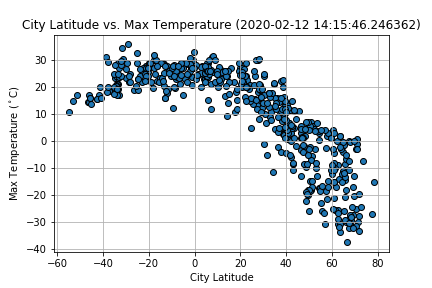 City Latitude vs. Max Temperature (2020-02-12 14:15:46.246362)
Max Temperature (°C)
30
20
10
0
−10
−20
−30
−40
−60 −40 −20 0 20 40 60 80
City Latitude